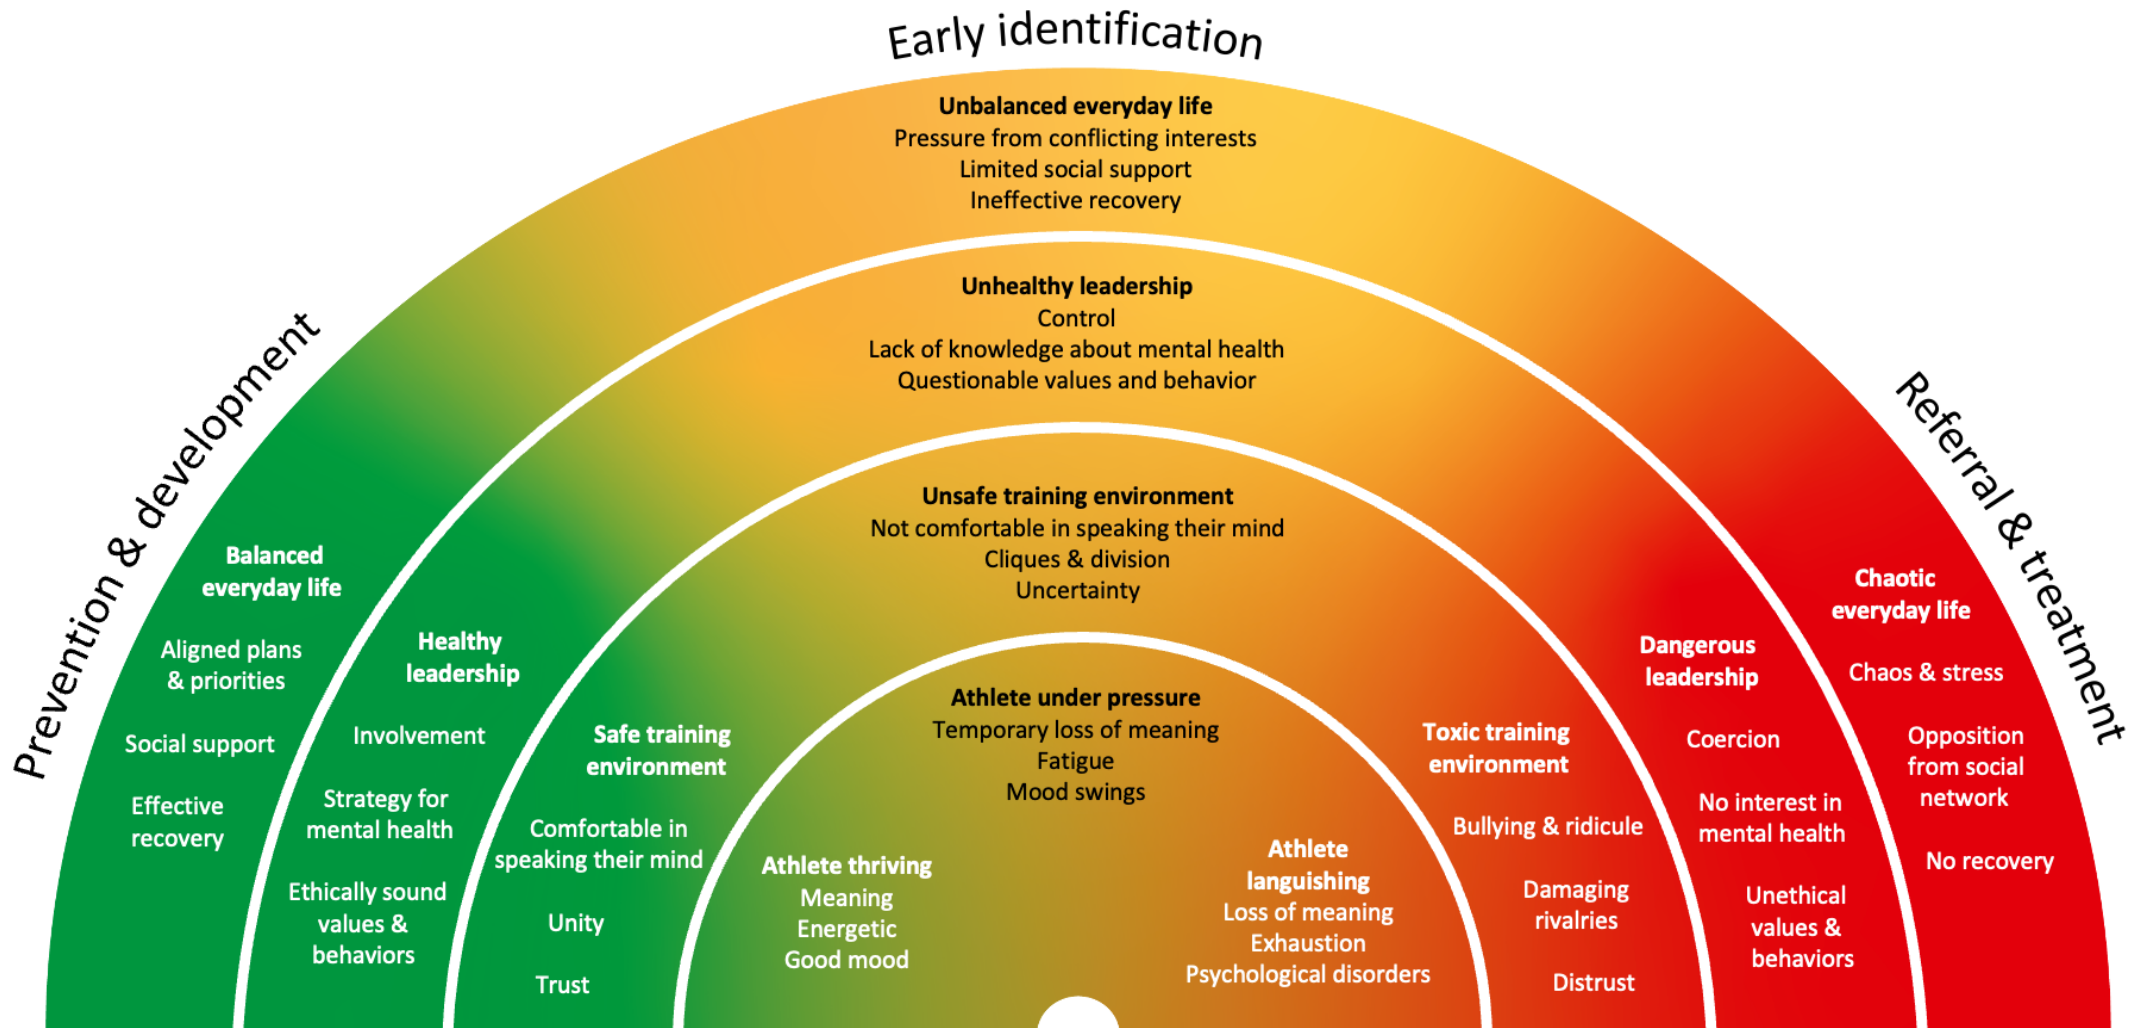 Early identification
Prevention & development
Referral & treatment
Unbalanced everyday life
Pressure from conflicting interests
Limited social support
Ineffective recovery
Unhealthy leadership
Control
Lack of knowledge about mental health
Questionable values and behavior
Unsafe training environment
Not comfortable in speaking their mind
Cliques & division
Uncertainty
Athlete under pressure
Temporary loss of meaning
Fatigue
Mood swings
Balanced
everyday life
Aligned plans
& priorities
Social support
Effective
recovery
Healthy
leadership
Involvement
Strategy for
mental health
Ethically sound
values &
behaviors
Safe training
environment
Comfortable in
speaking their mind
Unity
Trust
Athlete thriving
Meaning
Energetic
Good mood
Athlete
languishing
Loss of meaning
Exhaustion
Psychological disorders
Toxic training
environment
Bullying & ridicule
Damaging
rivalries
Distrust
Dangerous
leadership
Coercion
No interest in
mental health
Unethical
values &
behaviors
Chaotic
everyday life
Chaos & stress
Opposition
from social
network
No recovery